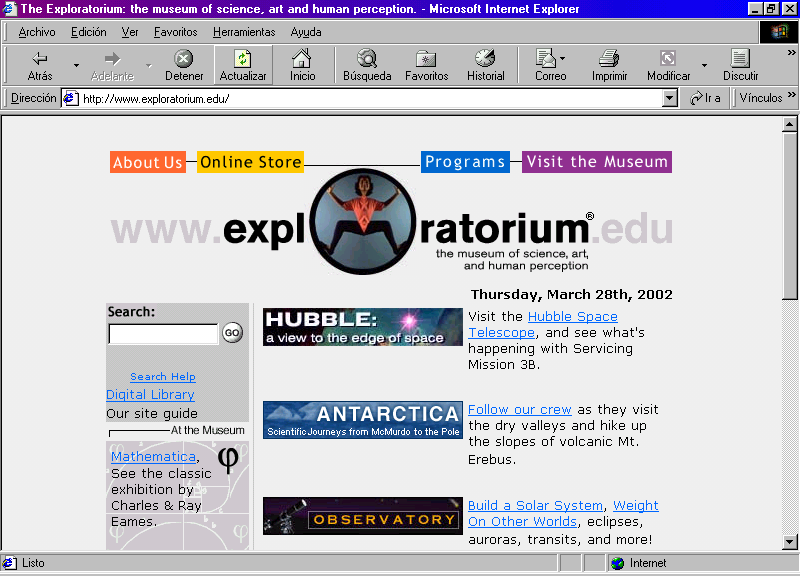 The Exploratorium: the museum of science, art and human perception. - Microsoft Internet Explorer
Archivo Edición Ver Favoritos Herramientas Ayuda
Atrás Adelante Detener Actualizar Inicio Búsqueda Favoritos Historial Correo Imprimir Modificar Discutir
Dirección http://www.exploratorium.edu/ Ir a Vínculos
About Us Online Store Programs Visit the Museum
www.exploratorium®.edu
the museum of science, art,
and human perception
Thursday, March 28th, 2002
Search:
GO
Search Help
Digital Library
Our site guide
At the Museum
Mathematica,
See the classic
exhibition by
Charles & Ray
Eames.
φ
HUBBLE:
a view to the edge of space
Visit the Hubble Space
Telescope, and see what's
happening with Servicing
Mission 3B.
ANTARCTICA
Scientific Journeys from McMurdo to the Pole
Follow our crew as they visit
the dry valleys and hike up
the slopes of volcanic Mt.
Erebus.
OBSERVATORY
Build a Solar System, Weight
On Other Worlds, eclipses,
auroras, transits, and more!
Listo Internet